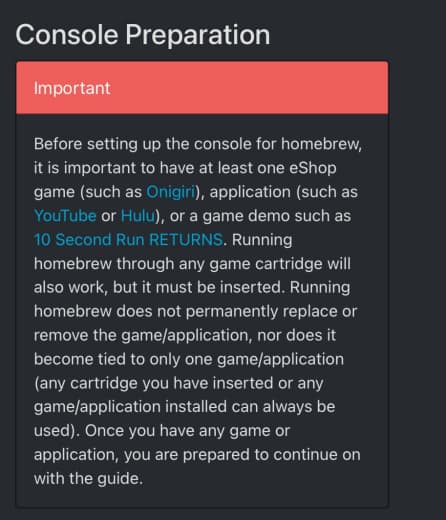 Console Preparation
Important
Before setting up the console for homebrew,
it is important to have at least one eShop
game (such as Onigiri), application (such as
YouTube or Hulu), or a game demo such as
10 Second Run RETURNS. Running
homebrew through any game cartridge will
also work, but it must be inserted. Running
homebrew does not permanently replace or
remove the game/application, nor does it
become tied to only one game/application
(any cartridge you have inserted or any
game/application installed can always be
used). Once you have any game or
application, you are prepared to continue on
with the guide.